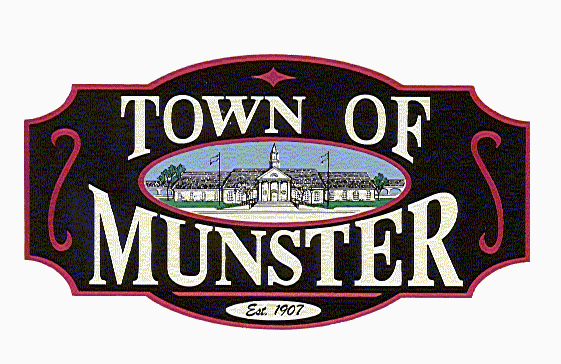 TOWN OF
MUNSTER
Est. 1907